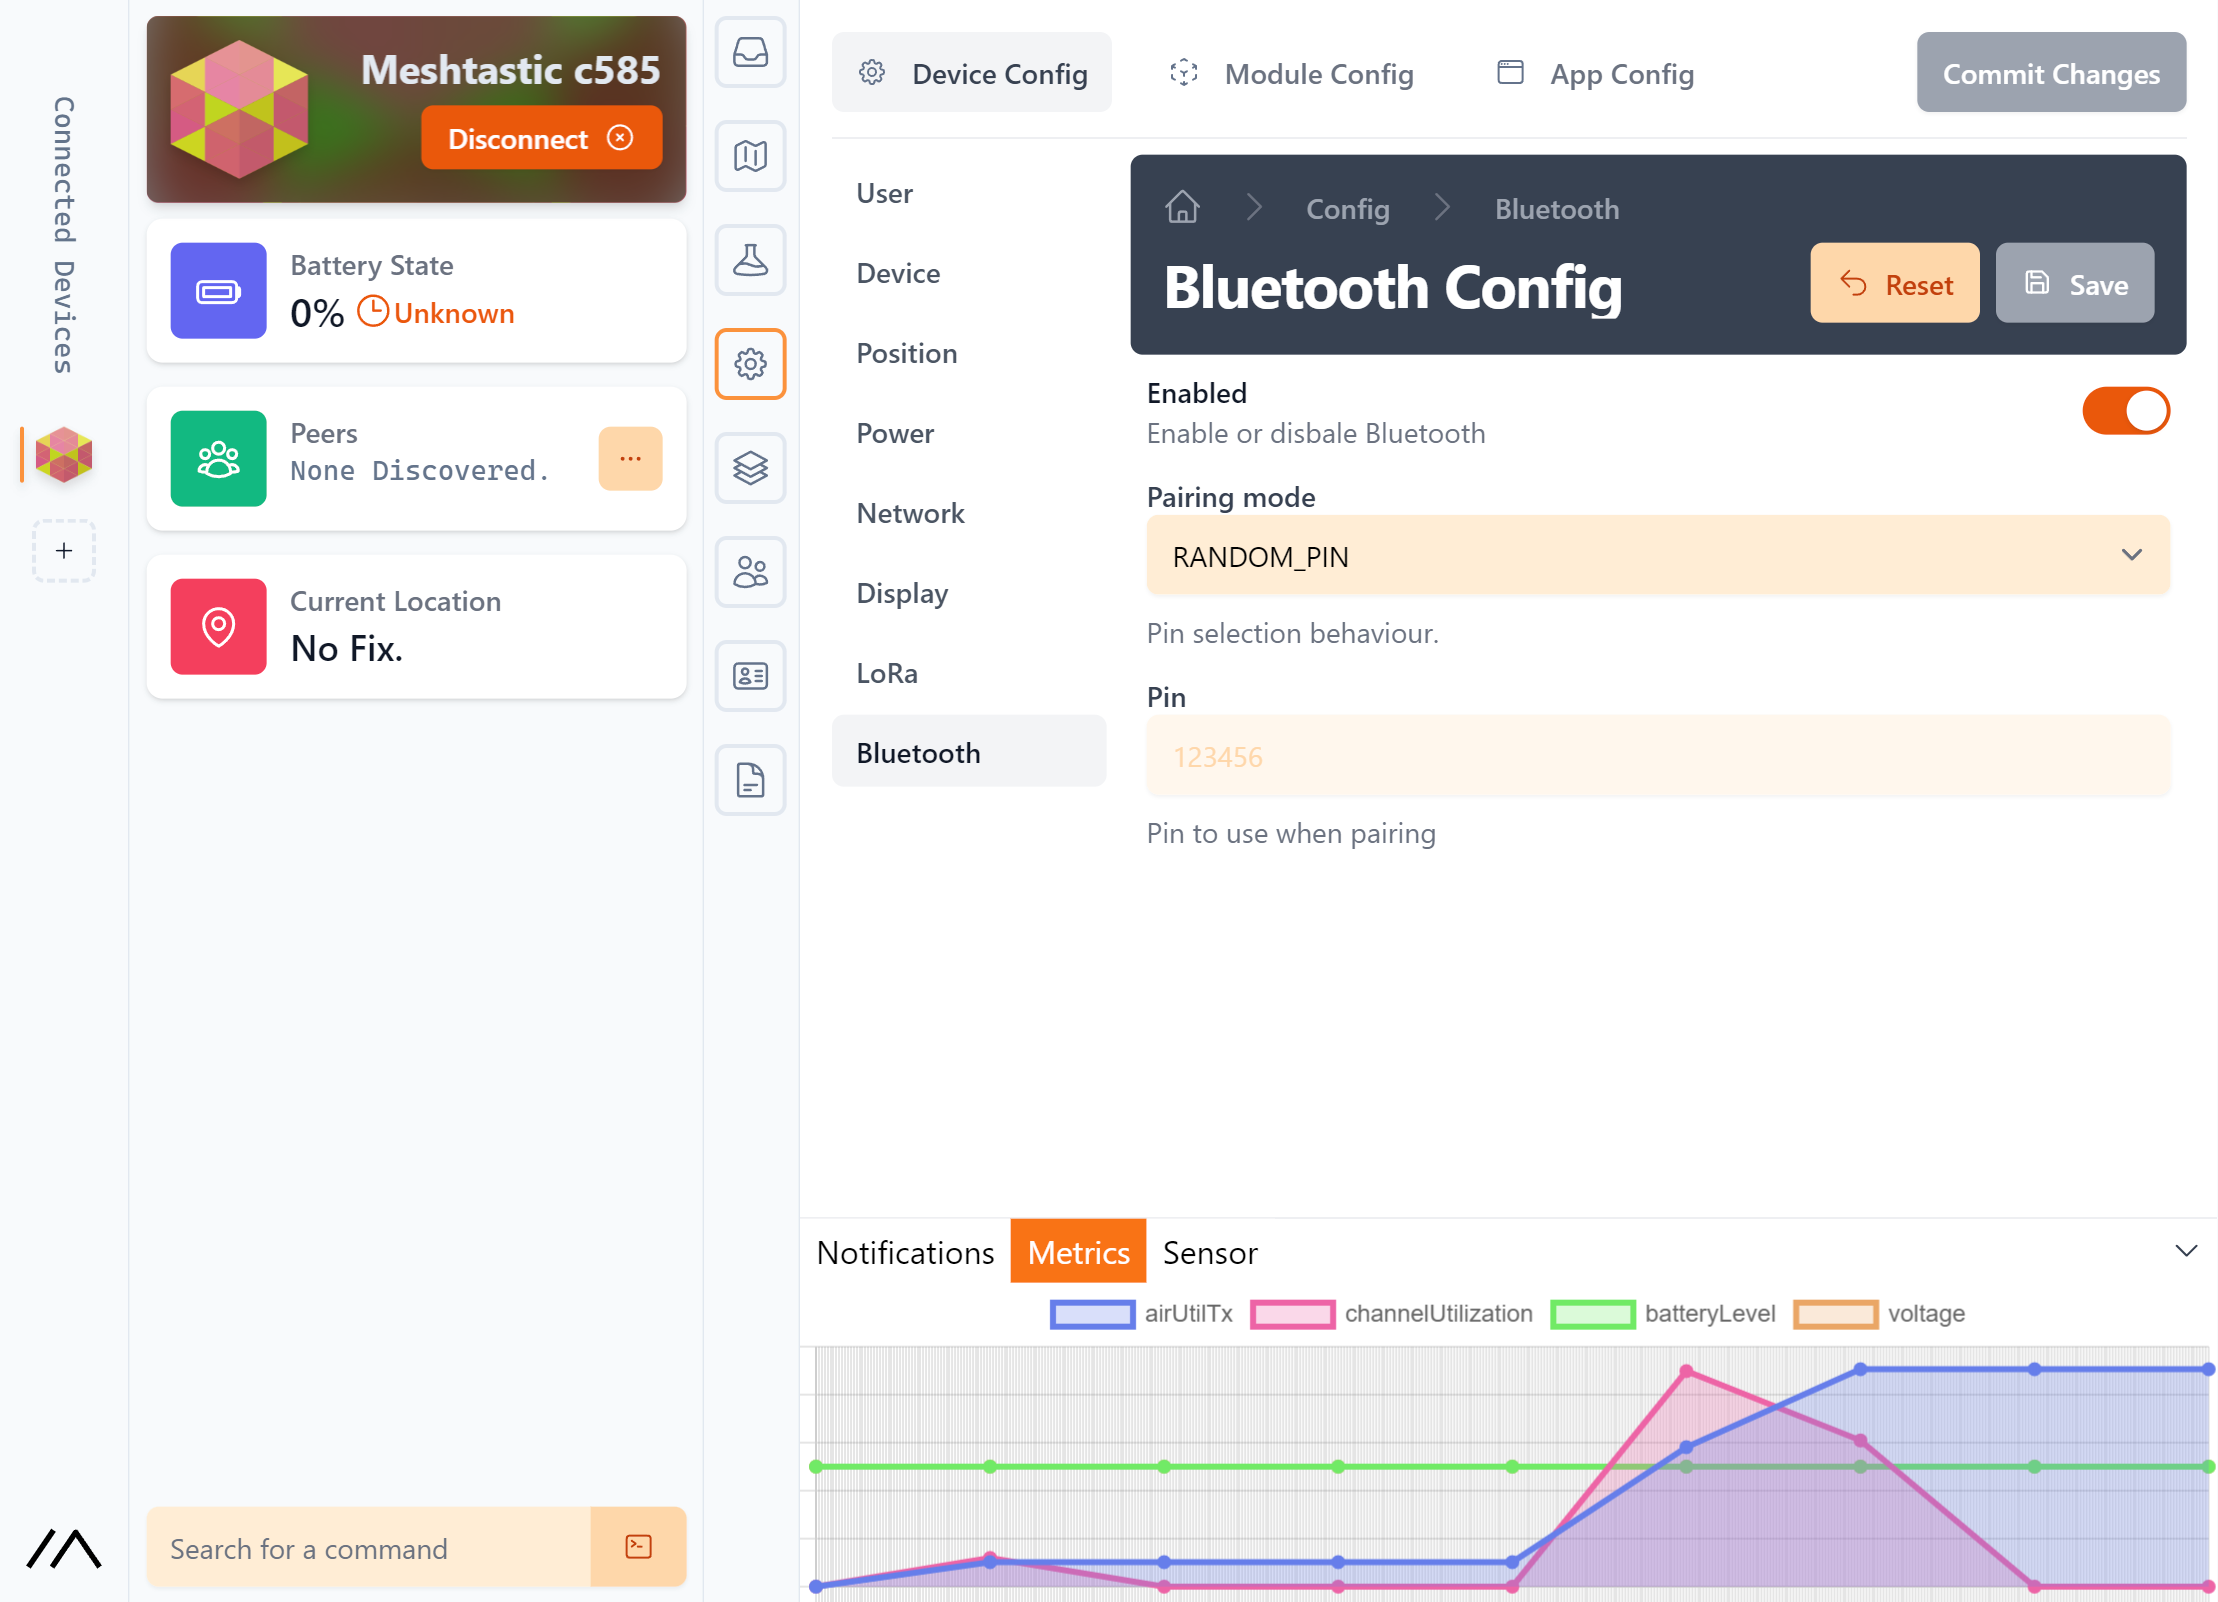 Connected Devices
Meshtastic c585
Disconnect
Battery State
0% Unknown
Peers
None Discovered.
...
Current Location
No Fix.
Search for a command
Device Config
Module Config
App Config
Commit Changes
User
Device
Position
Power
Network
Display
LoRa
Bluetooth
Config
Bluetooth
Bluetooth Config
Reset
Save
Enabled
Enable or disbale Bluetooth
Pairing mode
RANDOM_PIN
Pin selection behaviour.
Pin
123456
Pin to use when pairing
Notifications
Metrics
Sensor
airUtilTx
channelUtilization
batteryLevel
voltage